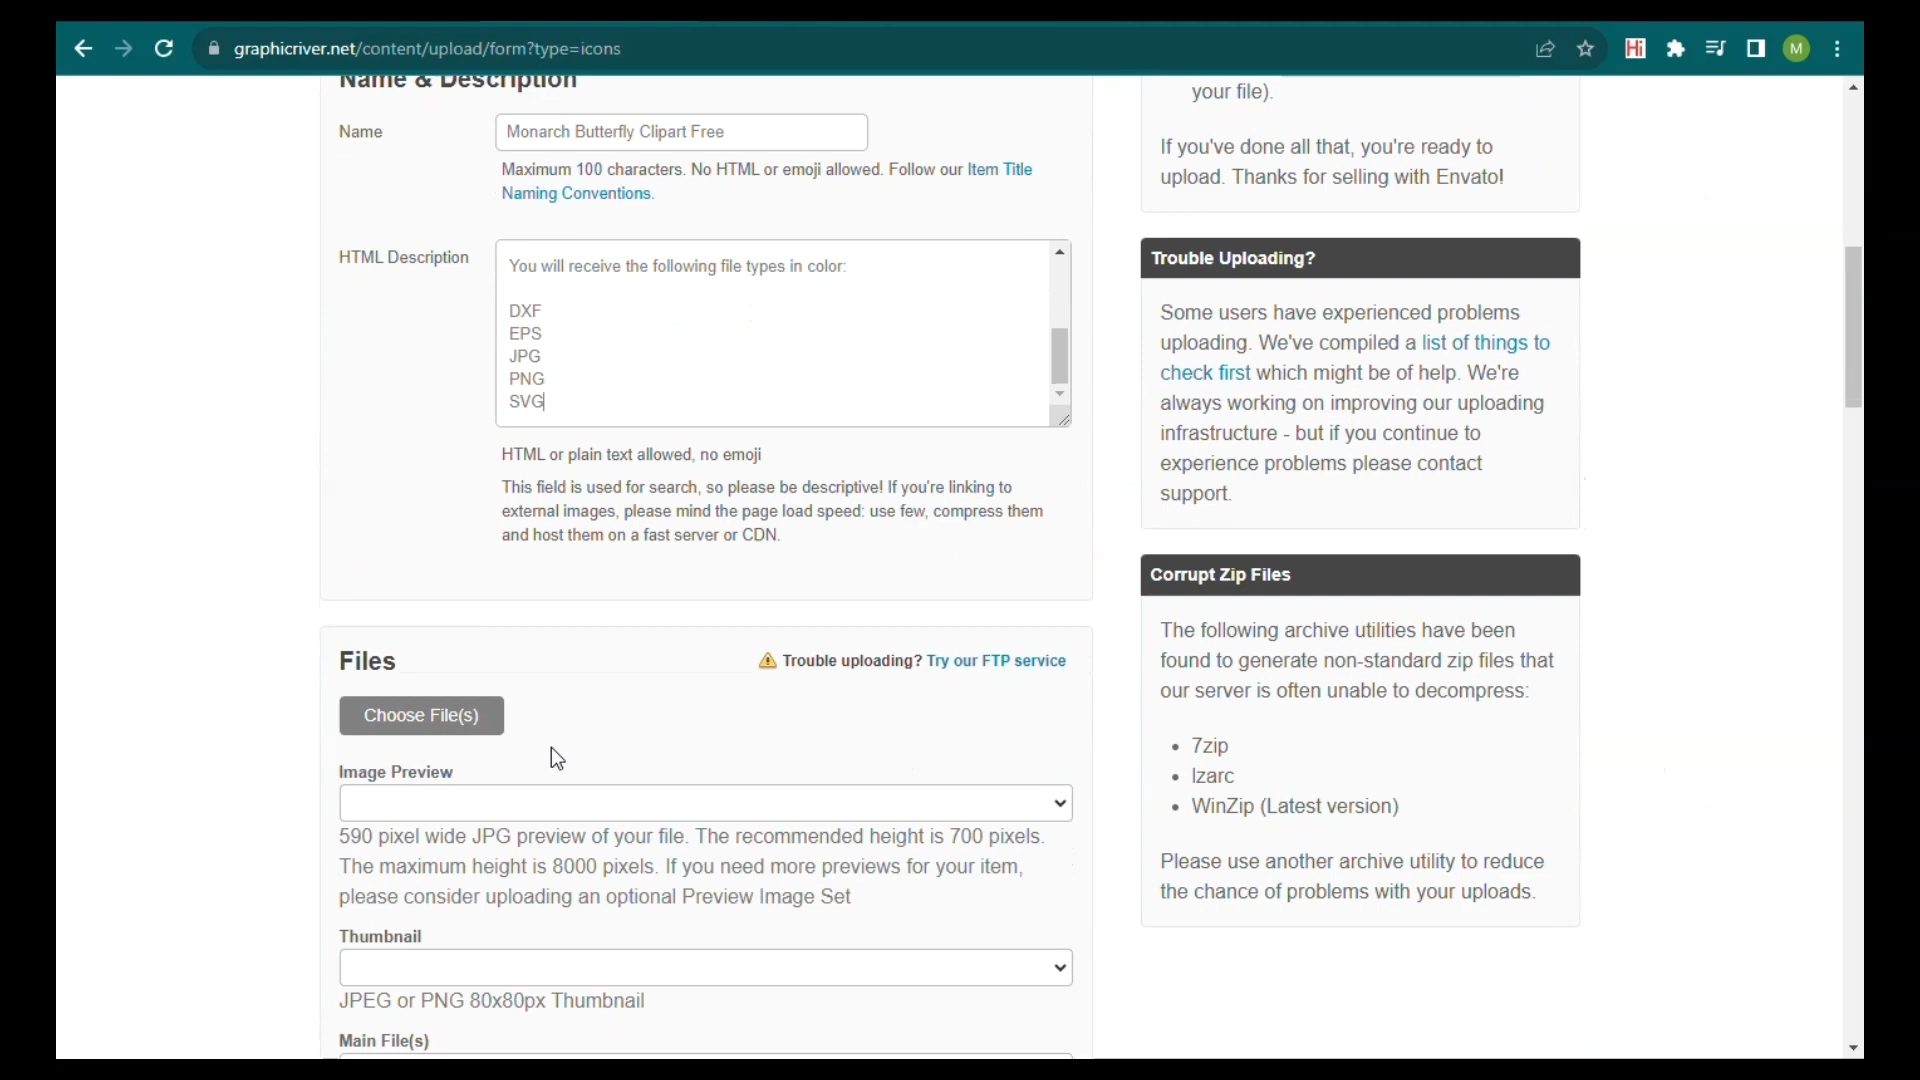 graphicriver.net/content/upload/form?type=icons
Hi
M
Name & Description
Name
Monarch Butterfly Clipart Free
Maximum 100 characters. No HTML or emoji allowed. Follow our Item Title
Naming Conventions.
HTML Description
You will receive the following file types in color:
DXF
EPS
JPG
PNG
SVG
HTML or plain text allowed, no emoji
This field is used for search, so please be descriptive! If you're linking to
external images, please mind the page load speed: use few, compress them
and host them on a fast server or CDN.
Files
Trouble uploading? Try our FTP service
Choose File(s)
Image Preview
590 pixel wide JPG preview of your file. The recommended height is 700 pixels.
The maximum height is 8000 pixels. If you need more previews for your item,
please consider uploading an optional Preview Image Set
Thumbnail
JPEG or PNG 80x80px Thumbnail
Main File(s)
your file).
If you've done all that, you're ready to
upload. Thanks for selling with Envato!
Trouble Uploading?
Some users have experienced problems
uploading. We've compiled a list of things to
check first which might be of help. We're
always working on improving our uploading
infrastructure - but if you continue to
experience problems please contact
support.
Corrupt Zip Files
The following archive utilities have been
found to generate non-standard zip files that
our server is often unable to decompress:
• 7zip
• Izarc
• WinZip (Latest version)
Please use another archive utility to reduce
the chance of problems with your uploads.